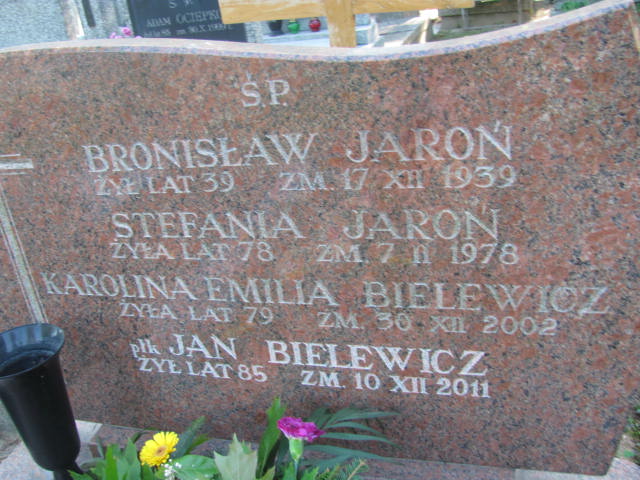 Ś.P.
ADAM OCIEPKO
Ś.P.
BRONISŁAW JAROŃ
ŻYŁ LAT 39 ZM. 17 XII 1939
STEFANIA JAROŃ
ŻYŁA LAT 78 ZM. 7 II 1978
KAROLINA EMILIA BIELEWICZ
ŻYŁA LAT 79 ZM. 30 XII 2002
płk JAN BIELEWICZ
ŻYŁ LAT 85 ZM. 10 XII 2011